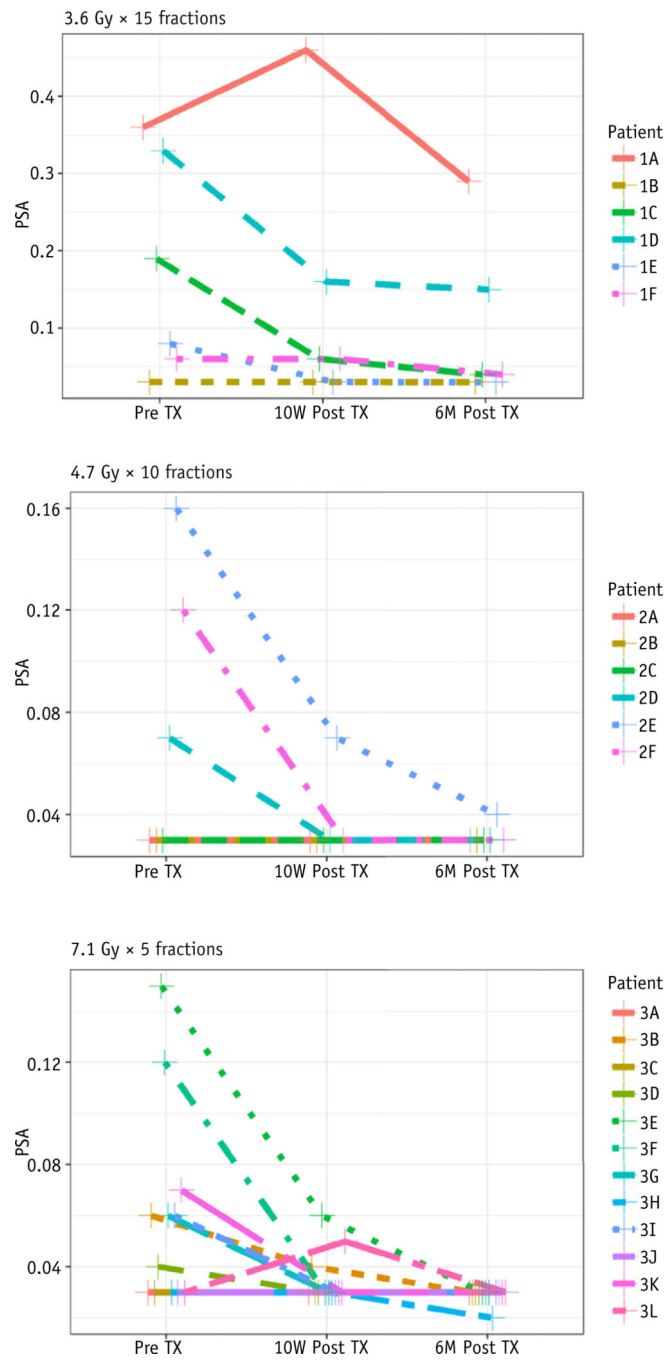 3.6 Gy × 15 fractions
0.4
0.3
0.2
0.1
PSA
Pre TX 10W Post TX 6M Post TX
Patient
1A
1B
1C
1D
1E
1F
4.7 Gy × 10 fractions
0.16
0.12
0.08
0.04
PSA
Pre TX 10W Post TX 6M Post TX
Patient
2A
2B
2C
2D
2E
2F
7.1 Gy × 5 fractions
0.12
0.08
0.04
PSA
Pre TX 10W Post TX 6M Post TX
Patient
3A
3B
3C
3D
3E
3F
3G
3H
3I
3J
3K
3L